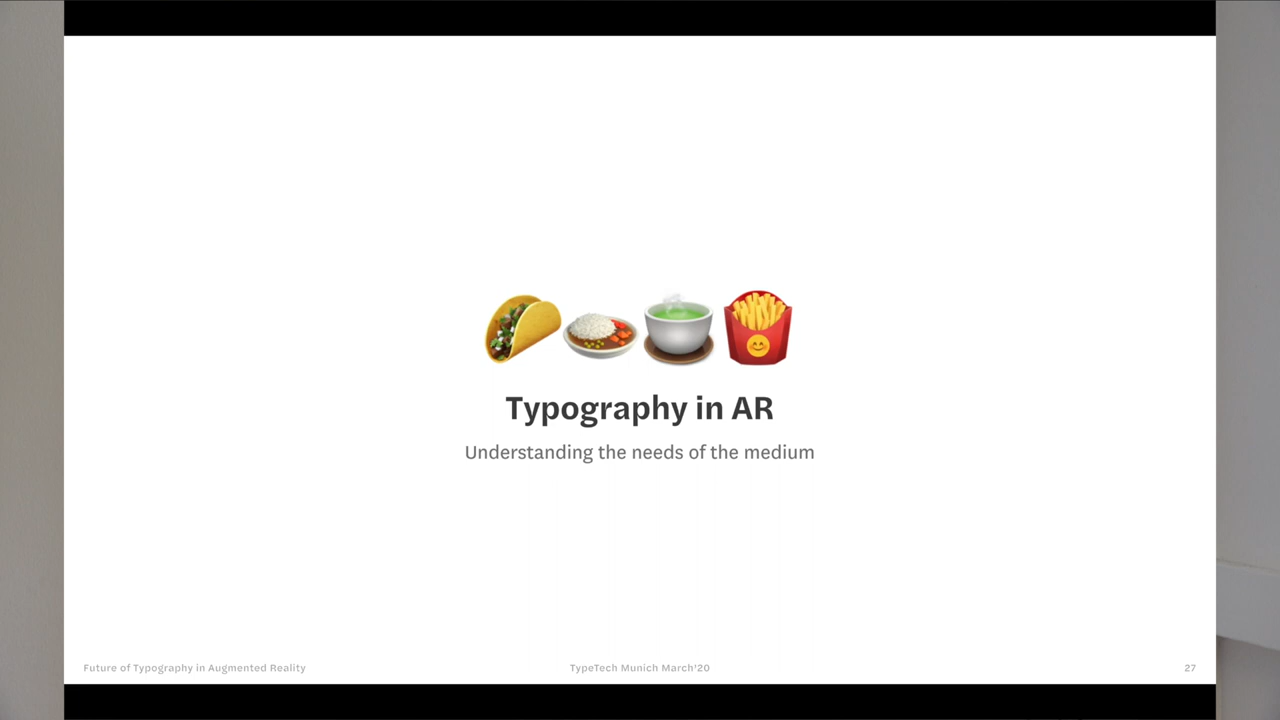 Typography in AR
Understanding the needs of the medium
Future of Typography in Augmented Reality
TypeTech Munich March'20
27